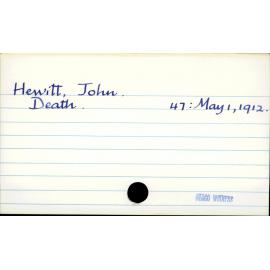 Hewitt, John.
Death. 47: May 1, 1912.